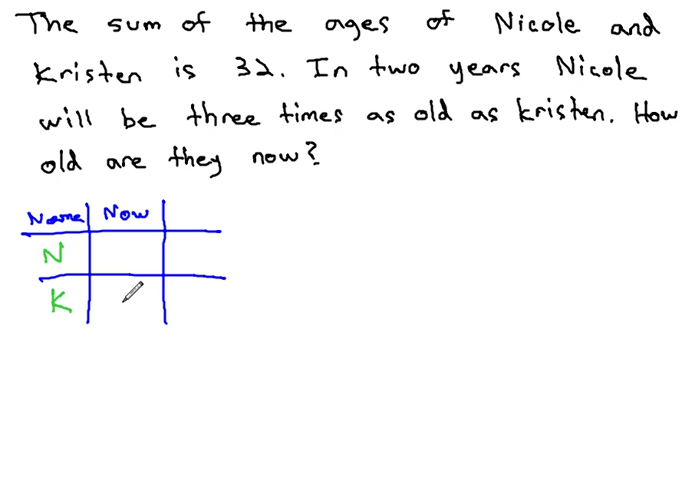 The sum of the ages of Nicole and
Kristen is 32. In two years Nicole
will be three times as old as kristen. How
old are they now?
Name Now
N
K